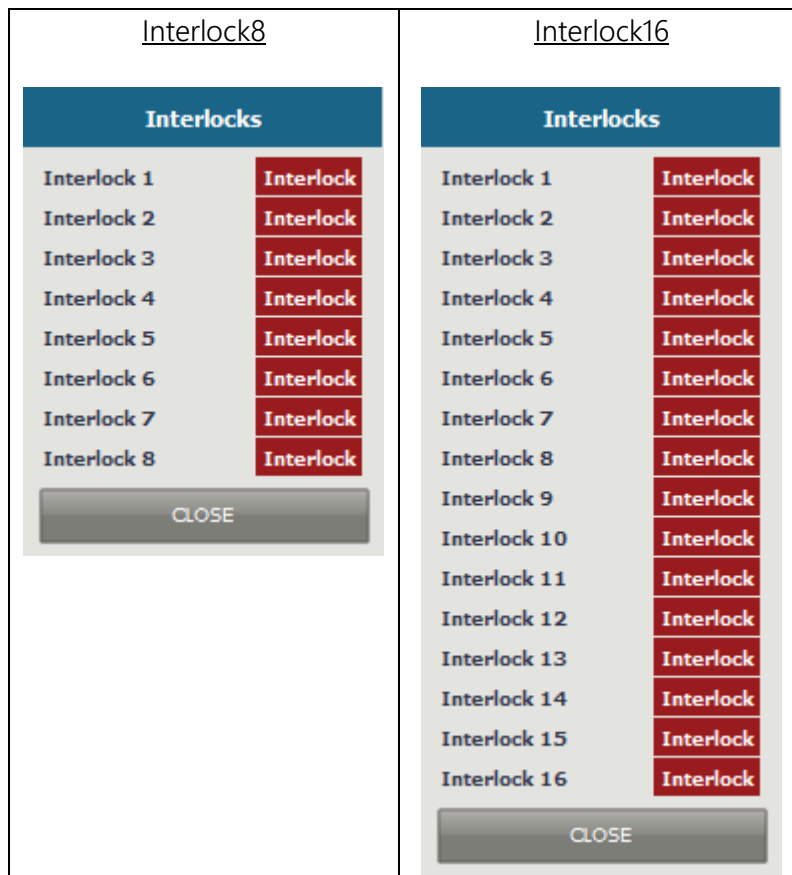 Interlock8
Interlocks
Interlock 1 Interlock
Interlock 2 Interlock
Interlock 3 Interlock
Interlock 4 Interlock
Interlock 5 Interlock
Interlock 6 Interlock
Interlock 7 Interlock
Interlock 8 Interlock
CLOSE
Interlock16
Interlocks
Interlock 1 Interlock
Interlock 2 Interlock
Interlock 3 Interlock
Interlock 4 Interlock
Interlock 5 Interlock
Interlock 6 Interlock
Interlock 7 Interlock
Interlock 8 Interlock
Interlock 9 Interlock
Interlock 10 Interlock
Interlock 11 Interlock
Interlock 12 Interlock
Interlock 13 Interlock
Interlock 14 Interlock
Interlock 15 Interlock
Interlock 16 Interlock
CLOSE